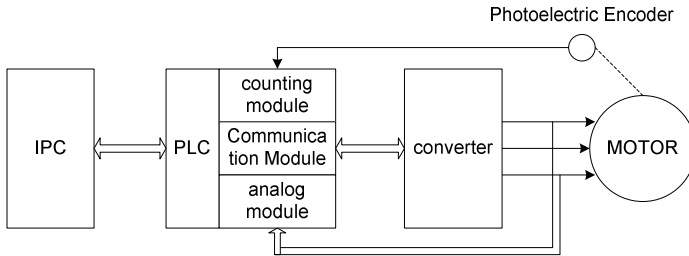 Photoelectric Encoder
IPC
PLC
counting
module
Communica
tion Module
analog
module
converter
MOTOR